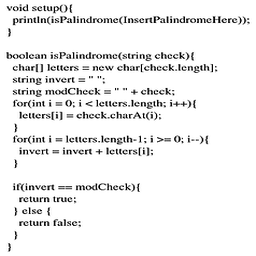 void setup(){
println(isPalindrome(InsertPalindromeHere));
}
boolean isPalindrome(string check){
char[] letters = new char[check.length];
string invert = " ";
string modCheck = " " + check;
for(int i = 0; i < letters.length; i++){
letters[i] = check.charAt(i);
}
for(int i = letters.length-1; i >= 0; i--){
invert = invert + letters[i];
}
if(invert == modCheck){
return true;
} else {
return false;
}
}